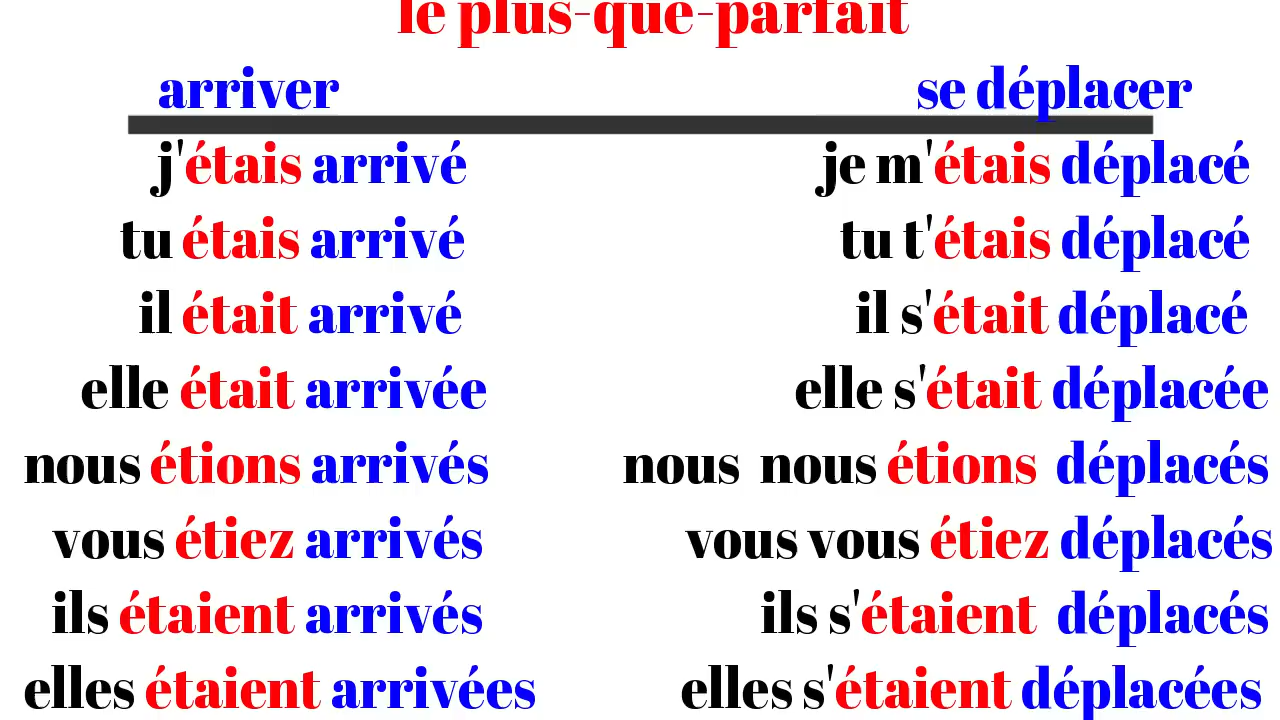 le plus-que-parfait
arriver se déplacer
j'étais arrivé je m'étais déplacé
tu étais arrivé tu t'étais déplacé
il était arrivé il s'était déplacé
elle était arrivée elle s'était déplacée
nous étions arrivés nous nous étions déplacés
vous étiez arrivés vous vous étiez déplacés
ils étaient arrivés ils s'étaient déplacés
elles étaient arrivées elles s'étaient déplacées